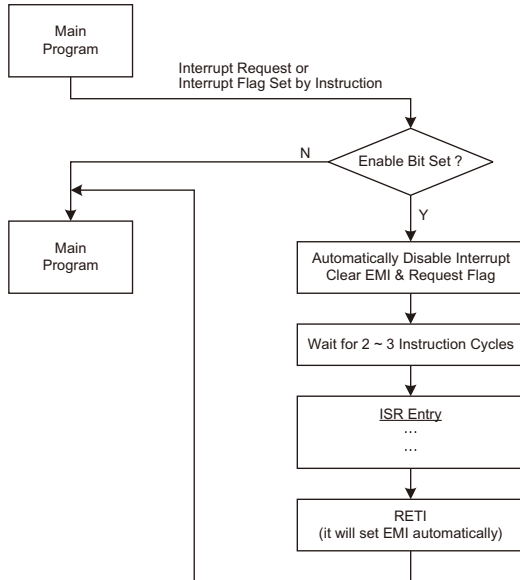 Main
Program
Interrupt Request or
Interrupt Flag Set by Instruction
Enable Bit Set ?
N
Y
Main
Program
Automatically Disable Interrupt
Clear EMI & Request Flag
Wait for 2 ~ 3 Instruction Cycles
ISR Entry
...
...
RETI
(it will set EMI automatically)